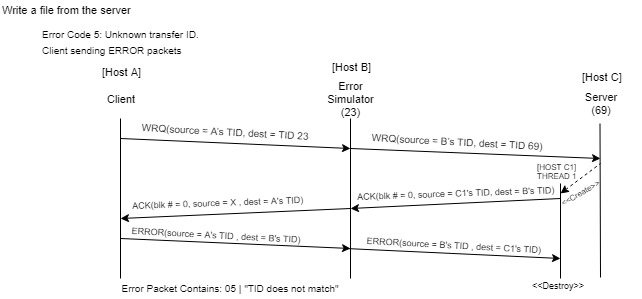 Write a file from the server
Error Code 5: Unknown transfer ID.
Client sending ERROR packets
[Host A]
[Host B]
[Host C]
Client
Error
Simulator
(23)
Server
(69)
WRQ(source = A's TID, dest = TID 23
WRQ(source = B's TID, dest = TID 69)
[HOST C1]
THREAD 1
<<Create>>
ACK(blk # = 0, source = C1's TID, dest = B's TID)
ACK(blk # = 0, source = X , dest = A's TID)
ERROR(source = A's TID , dest = B's TID)
ERROR(source = B's TID , dest = C1's TID)
Error Packet Contains: 05 | "TID does not match"
<<Destroy>>